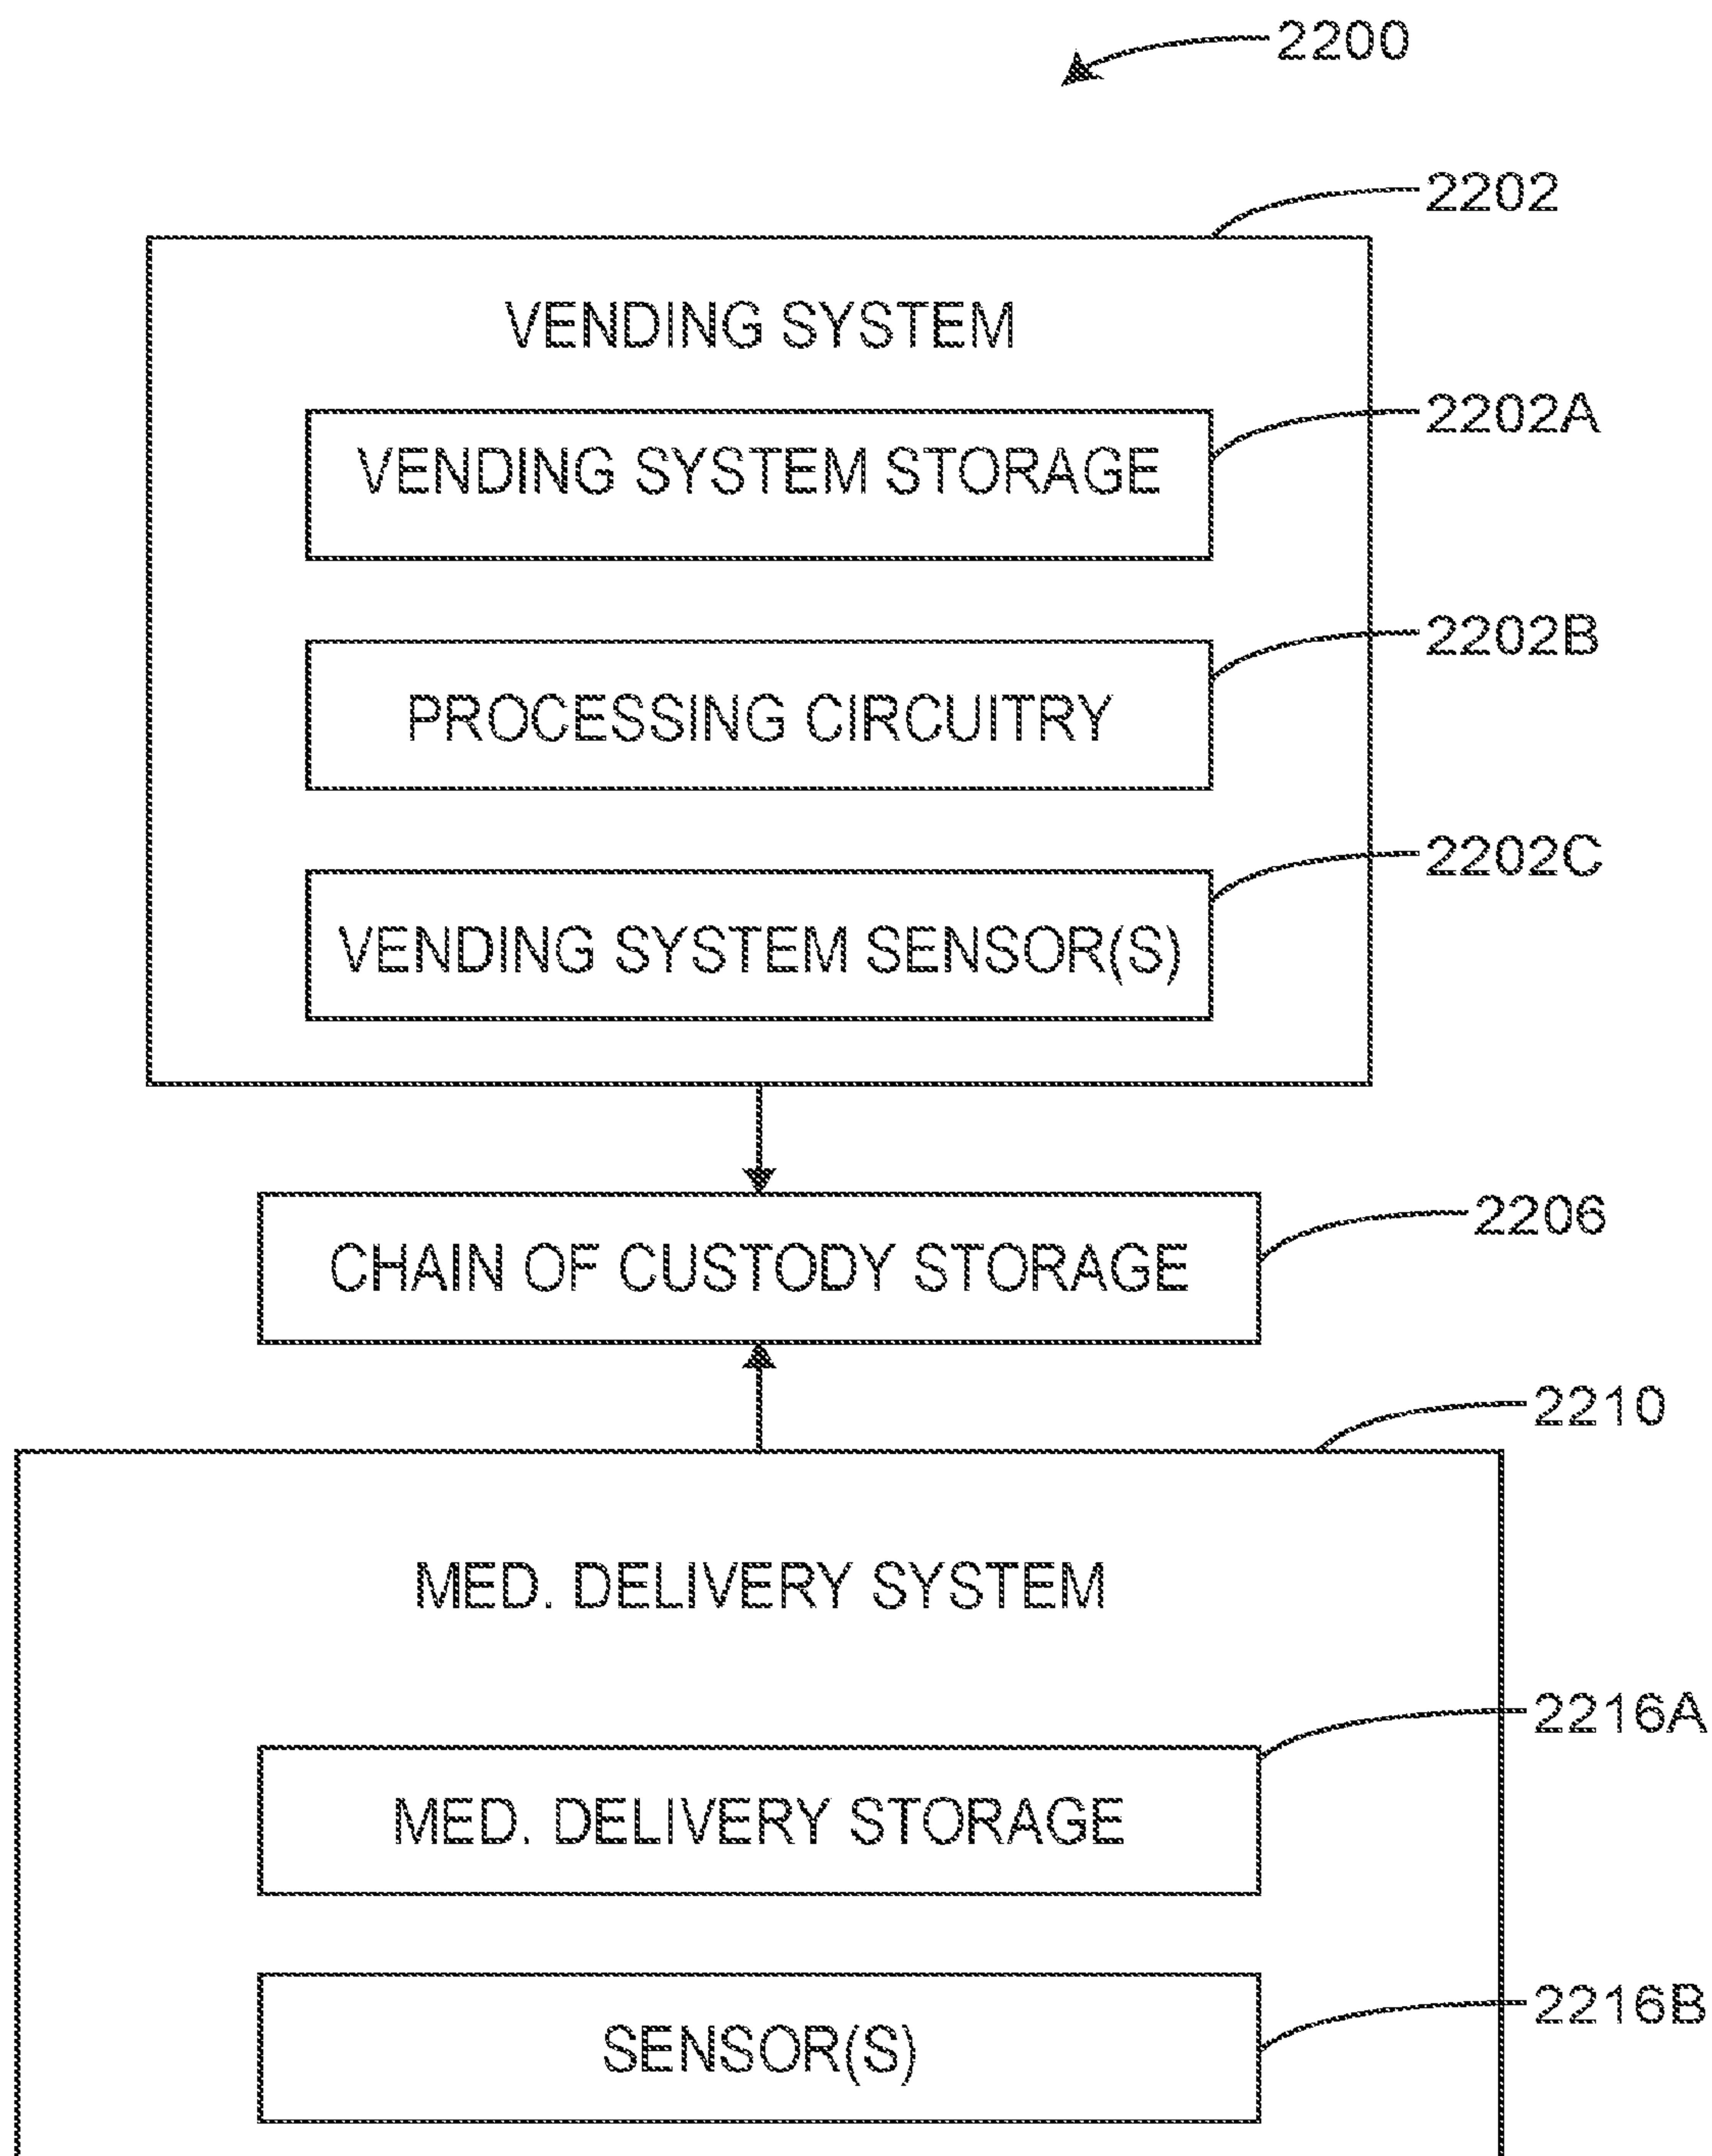 2200
2202
VENDING SYSTEM
2202A
VENDING SYSTEM STORAGE
2202B
PROCESSING CIRCUITRY
2202C
VENDING SYSTEM SENSOR(S)
2206
CHAIN OF CUSTODY STORAGE
2210
MED. DELIVERY SYSTEM
2216A
MED. DELIVERY STORAGE
2216B
SENSOR(S)